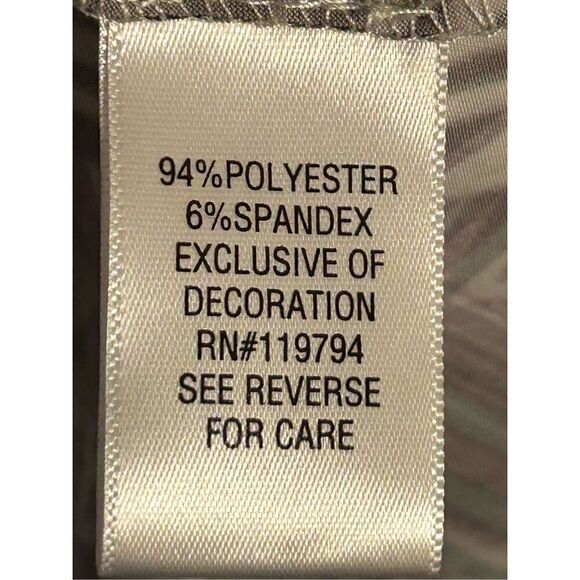 94%POLYESTER
6%SPANDEX
EXCLUSIVE OF
DECORATION
RN#119794
SEE REVERSE
FOR CARE